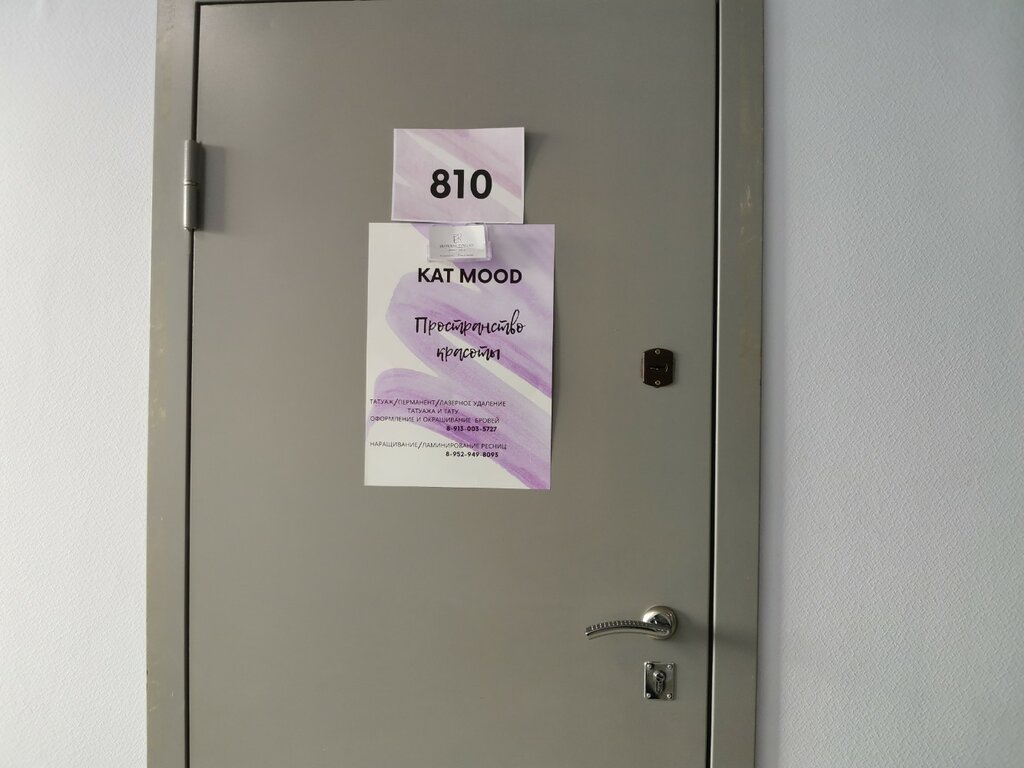 810
KAT MOOD
Пространство
красоты
ТАТУАЖ/ПЕРМАНЕНТ/ЛАЗЕРНОЕ УДАЛЕНИЕ
ТАТУАЖА И ТАТУ
ОФОРМЛЕНИЕ И ОКРАШИВАНИЕ БРОВЕЙ
8-913-003-5727
НАРАЩИВАНИЕ/ЛАМИНИРОВАНИЕ РЕСНИЦ
8-952-949-8093